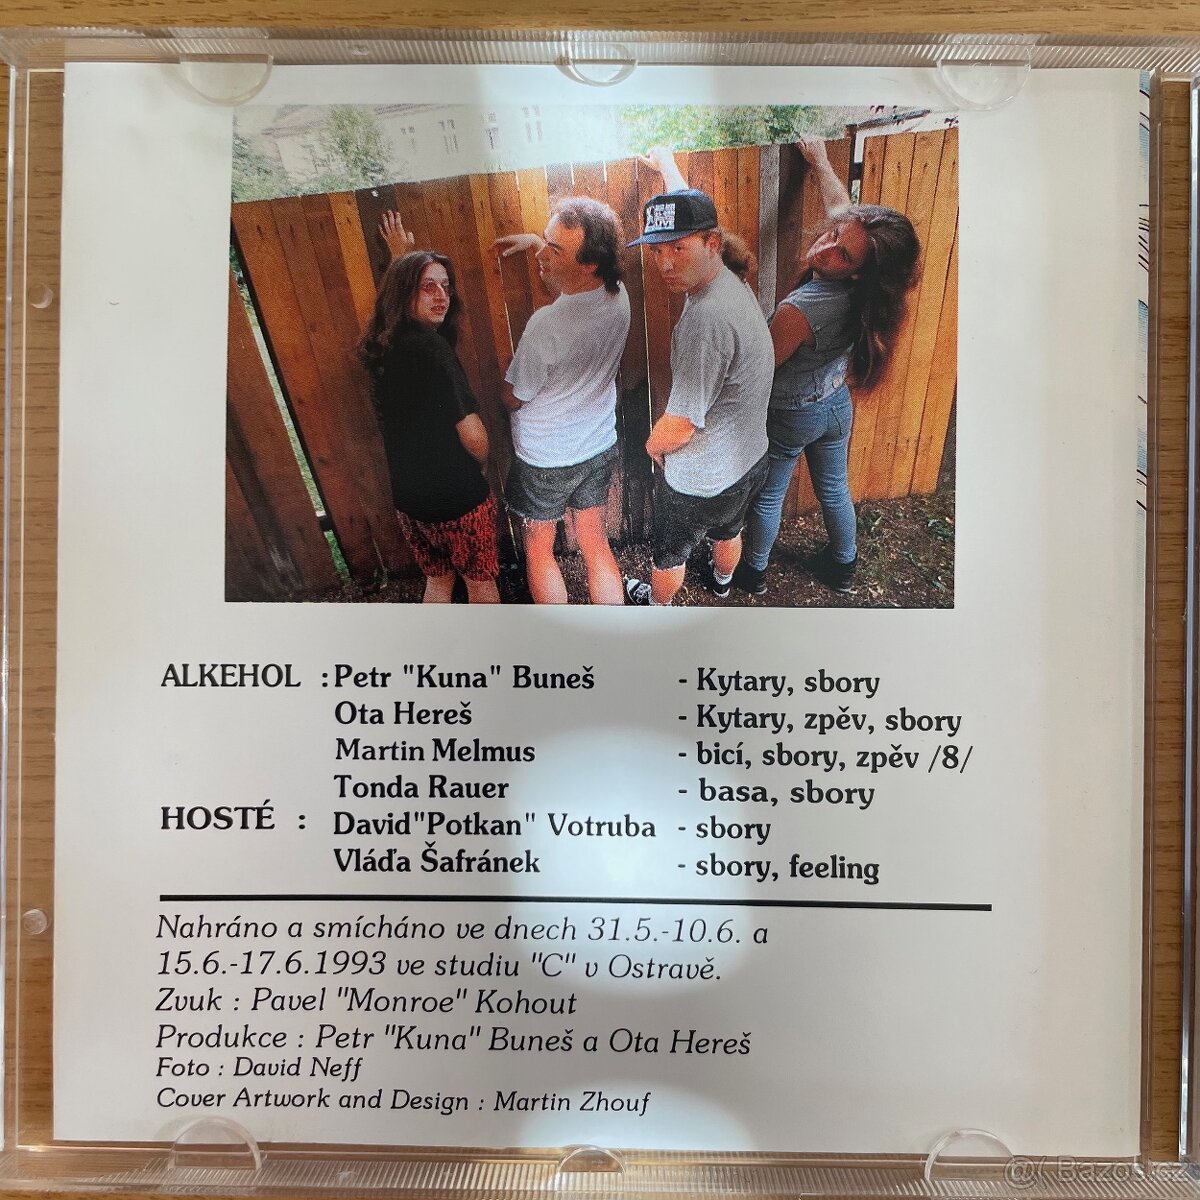 LIVE
ALKEHOL : Petr "Kuna" Buneš - Kytary, sbory
Ota Hereš - Kytary, zpěv, sbory
Martin Melmus - bicí, sbory, zpěv /8/
Tonda Rauer - basa, sbory
HOSTÉ : David"Potkan" Votruba - sbory
Vláďa Šafránek - sbory, feeling
Nahráno a smícháno ve dnech 31.5.-10.6. a
15.6.-17.6.1993 ve studiu "C" v Ostravě.
Zvuk : Pavel "Monroe" Kohout
Produkce : Petr "Kuna" Buneš a Ota Hereš
Foto : David Neff
Cover Artwork and Design : Martin Zhouf
Bazos.cz